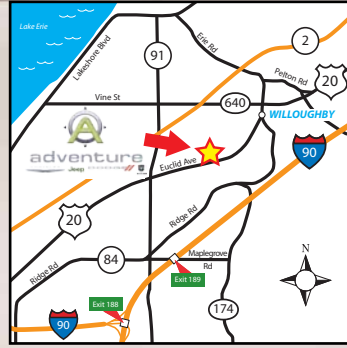 Lake Erie
Lakeshore Blvd
91
Erie Rd
2
Pelton Rd
20
Vine St
640
WILLOUGHBY
A
adventure
Jeep
Euclid Ave
90
20
Ridge Rd
N
84
Maplegrove
Rd
Ridge Rd
Exit 189
Exit 188
174
90